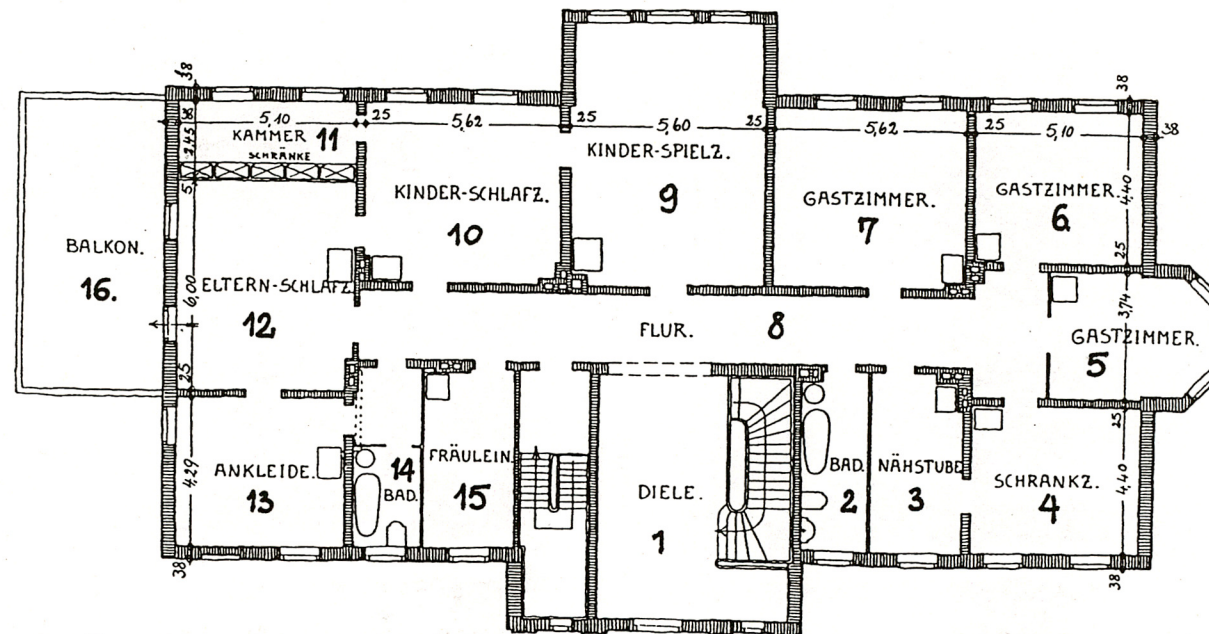 38
38
5,10
25
5,62
25
5,60
25
5,62
25
5,10
38
38
2,45
KAMMER 11
SCHRÄNKE
5
KINDER-SPIELZ.
9
KINDER-SCHLAFZ.
10
GASTZIMMER.
7
GASTZIMMER.
6
4,40
25
BALKON.
16.
ELTERN-SCHLAFZ.
12
6,00
25
FLUR. 8
3,74
GASTZIMMER.
5
25
ANKLEIDE.
13
4,29
14
BAD.
FRÄULEIN.
15
DIELE.
1
BAD.
2
NÄHSTUBE
3
SCHRANKZ.
4
4,40
38
38